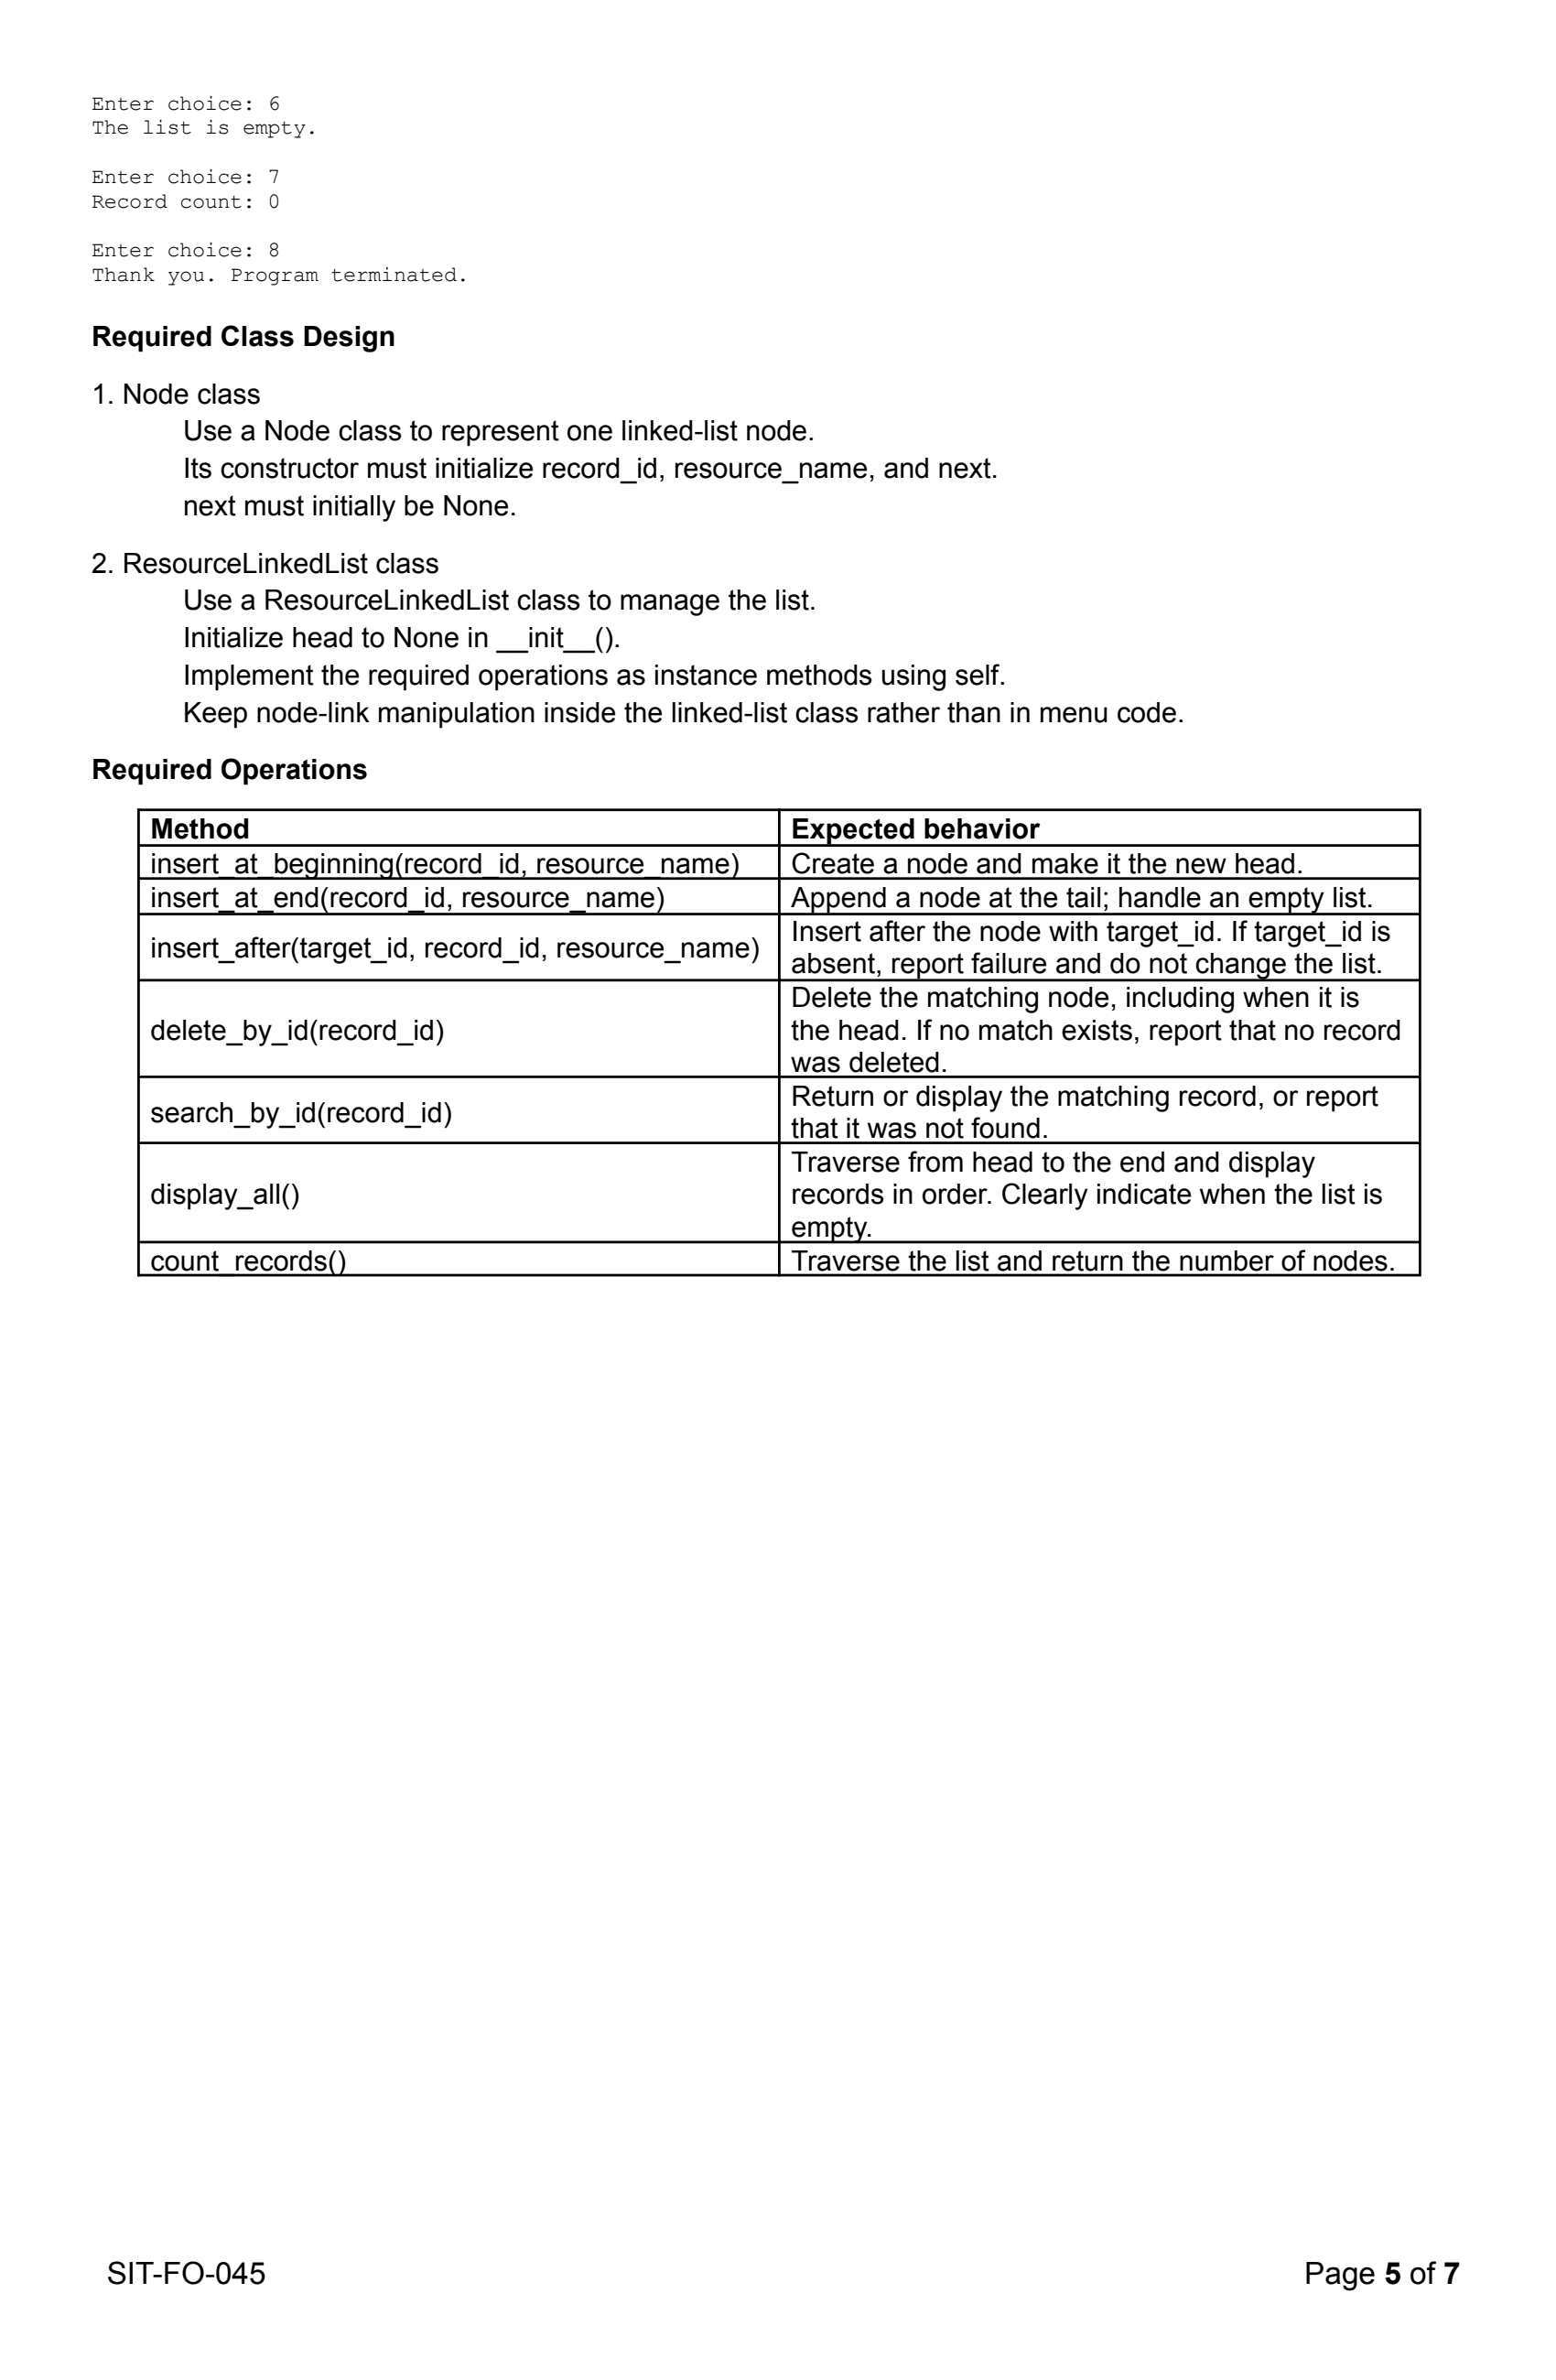 Enter choice: 6
The list is empty.
Enter choice: 7
Record count: 0
Enter choice: 8
Thank you. Program terminated.
Required Class Design
1. Node class
Use a Node class to represent one linked-list node.
Its constructor must initialize record_id, resource_name, and next.
next must initially be None.
2. ResourceLinkedList class
Use a ResourceLinkedList class to manage the list.
Initialize head to None in __init__().
Implement the required operations as instance methods using self.
Keep node-link manipulation inside the linked-list class rather than in menu code.
Required Operations
Method
Expected behavior
insert_at_beginning(record_id, resource_name)
Create a node and make it the new head.
insert_at_end(record_id, resource_name)
Append a node at the tail; handle an empty list.
insert_after(target_id, record_id, resource_name)
Insert after the node with target_id. If target_id is
absent, report failure and do not change the list.
delete_by_id(record_id)
Delete the matching node, including when it is
the head. If no match exists, report that no record
was deleted.
search_by_id(record_id)
Return or display the matching record, or report
that it was not found.
display_all()
Traverse from head to the end and display
records in order. Clearly indicate when the list is
empty.
count_records()
Traverse the list and return the number of nodes.
SIT-FO-045
Page 5 of 7